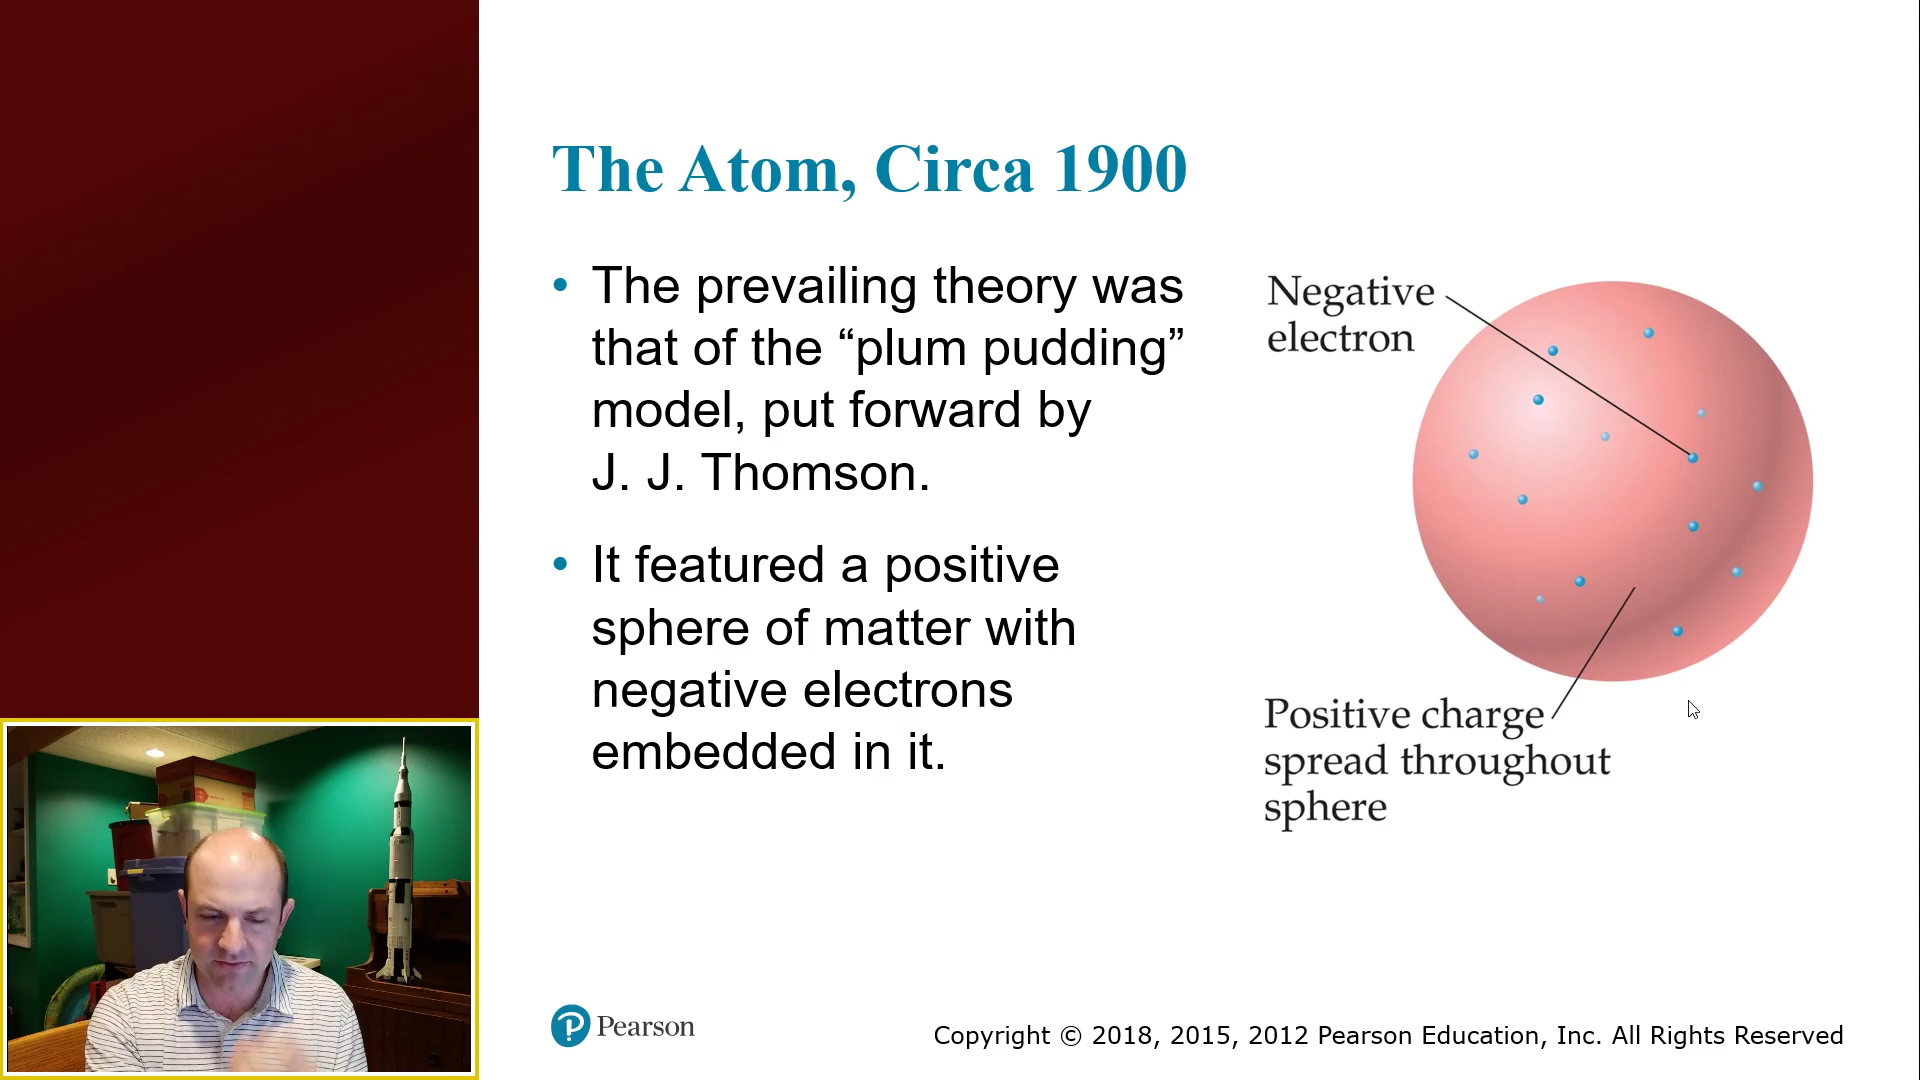 The Atom, Circa 1900
• The prevailing theory was
that of the “plum pudding”
model, put forward by
J. J. Thomson.
• It featured a positive
sphere of matter with
negative electrons
embedded in it.
Negative
electron
Positive charge
spread throughout
sphere
Pearson
Copyright © 2018, 2015, 2012 Pearson Education, Inc. All Rights Reserved